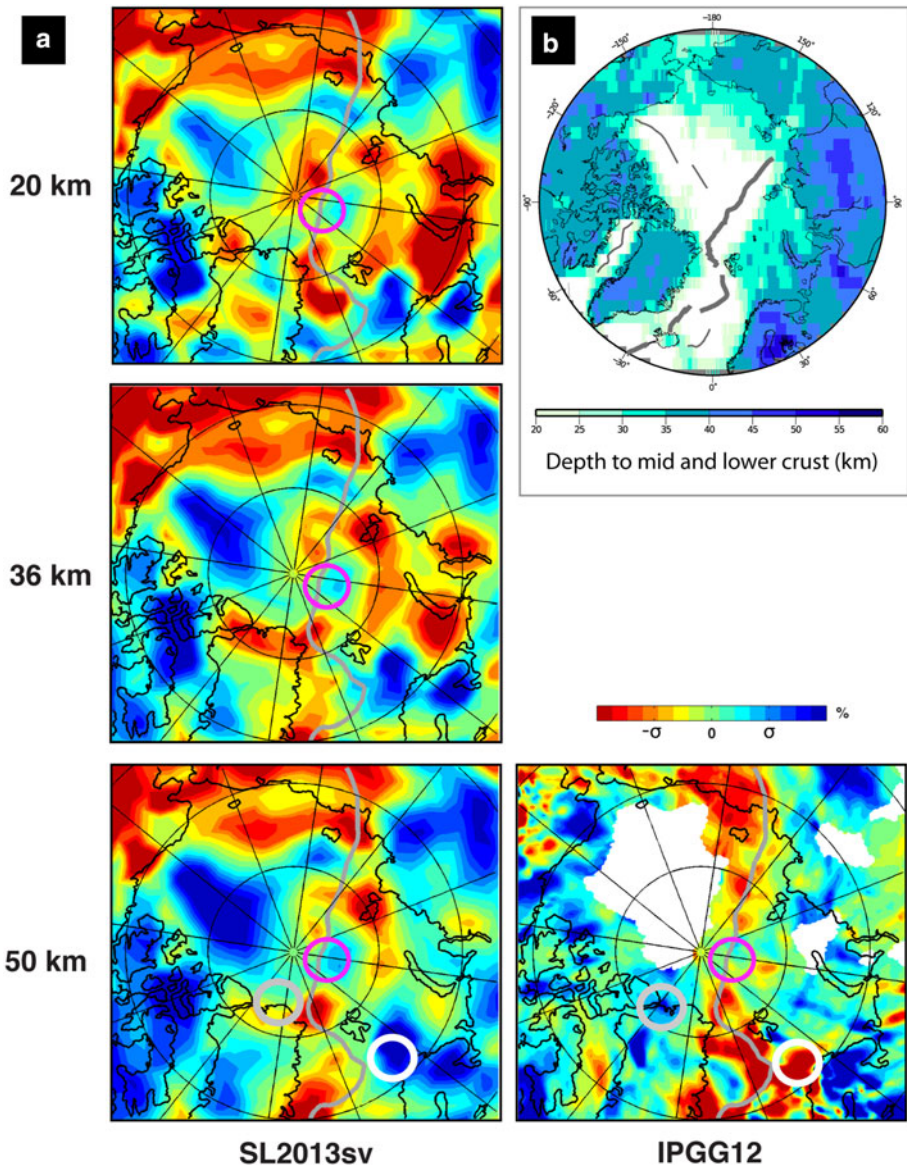 a
b
-180°
-150°
150°
-120°
120°
-90°
90°
-60°
60°
-30°
30°
0°
20 25 30 35 40 45 50 55 60
Depth to mid and lower crust (km)
20 km
36 km
-σ 0 σ %
50 km
SL2013sv
IPGG12